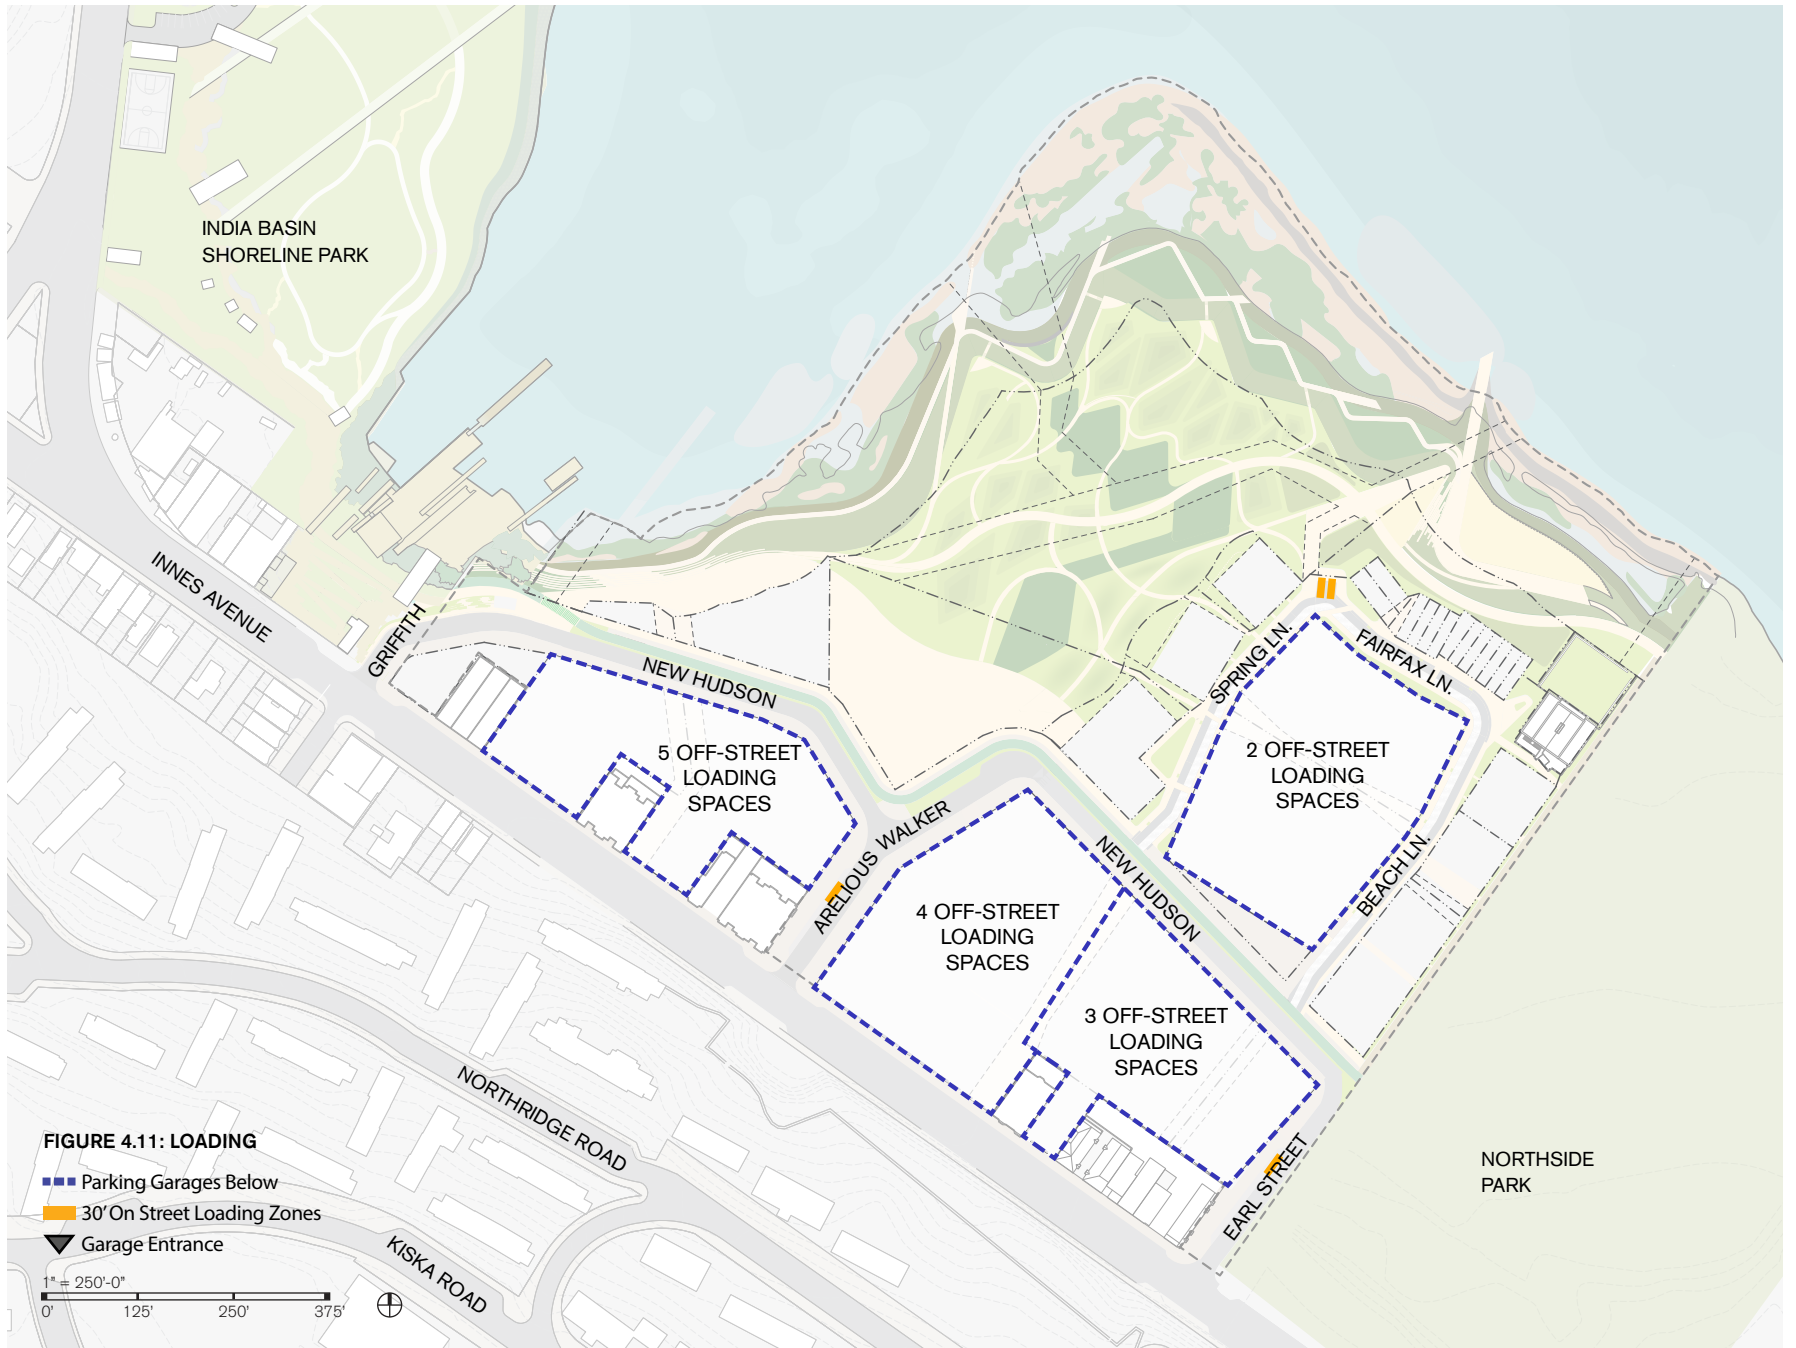 INDIA BASIN
SHORELINE PARK
INNES AVENUE
GRIFFITH
NEW HUDSON
SPRING LN.
FAIRFAX LN.
5 OFF-STREET
LOADING
SPACES
2 OFF-STREET
LOADING
SPACES
ARELIOUS WALKER
NEW HUDSON
BEACH LN.
4 OFF-STREET
LOADING
SPACES
3 OFF-STREET
LOADING
SPACES
NORTHRIDGE ROAD
EARL STREET
NORTHSIDE
PARK
KISKA ROAD
FIGURE 4.11: LOADING
Parking Garages Below
30' On Street Loading Zones
Garage Entrance
1" = 250'-0"
0' 125' 250' 375'